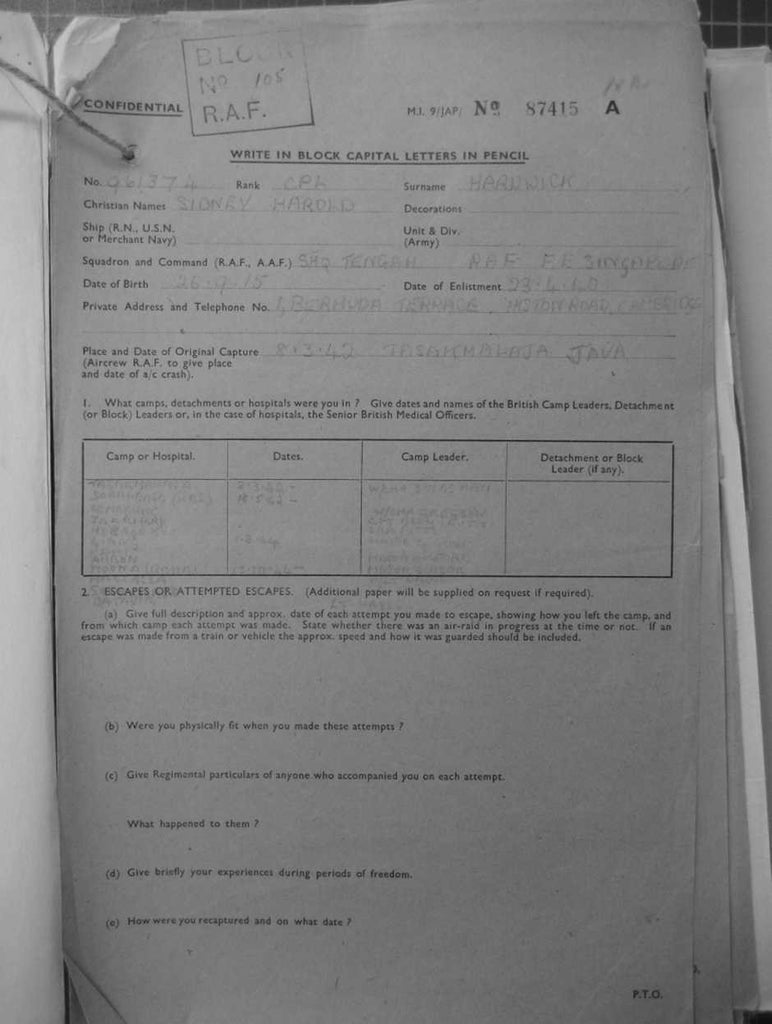 BLOCK
Nº 105
R.A.F.
CONFIDENTIAL
M.I. 9/JAP/ Nº 87415 A
WRITE IN BLOCK CAPITAL LETTERS IN PENCIL
No. 961374 Rank CPL Surname HARDWICK
Christian Names SIDNEY HAROLD Decorations
Ship (R.N., U.S.N. Unit & Div.
or Merchant Navy) (Army)
Squadron and Command (R.A.F., A.A.F.) SHQ TENGAH RAF F.E SINGAPORE
Date of Birth 26.9.15 Date of Enlistment 23.4.40
Private Address and Telephone No. 1, BERMUDA TERRACE, HISTON ROAD, CAMBRIDGE
Place and Date of Original Capture 8.3.42 TASAKMALAJA JAVA
(Aircrew R.A.F. to give place
and date of a/c crash).
1. What camps, detachments or hospitals were you in ? Give dates and names of the British Camp Leaders, Detachment
(or Block) Leaders or, in the case of hospitals, the Senior British Medical Officers.
Camp or Hospital. Dates. Camp Leader. Detachment or Block
Leader (if any).
2. ESCAPES OR ATTEMPTED ESCAPES. (Additional paper will be supplied on request if required).
(a) Give full description and approx. date of each attempt you made to escape, showing how you left the camp, and
from which camp each attempt was made. State whether there was an air-raid in progress at the time or not. If an
escape was made from a train or vehicle the approx. speed and how it was guarded should be included.
(b) Were you physically fit when you made these attempts ?
(c) Give Regimental particulars of anyone who accompanied you on each attempt.
What happened to them ?
(d) Give briefly your experiences during periods of freedom.
(e) How were you recaptured and on what date ?
P.T.O.